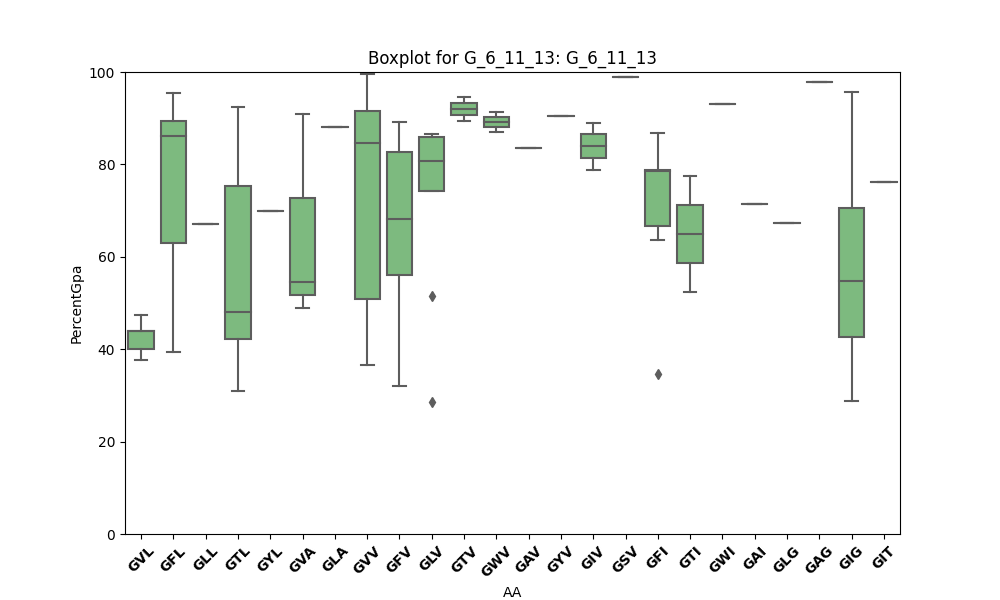 Boxplot for G_6_11_13: G_6_11_13
100
80
60
40
20
0
PercentGpa
GVL GFL GLL GTL GYL GVA GLA GVV GFV GLV GTV GWV GAV GYV GIV GSV GFI GTI GWI GAI GLG GAG GIG GIT
AA